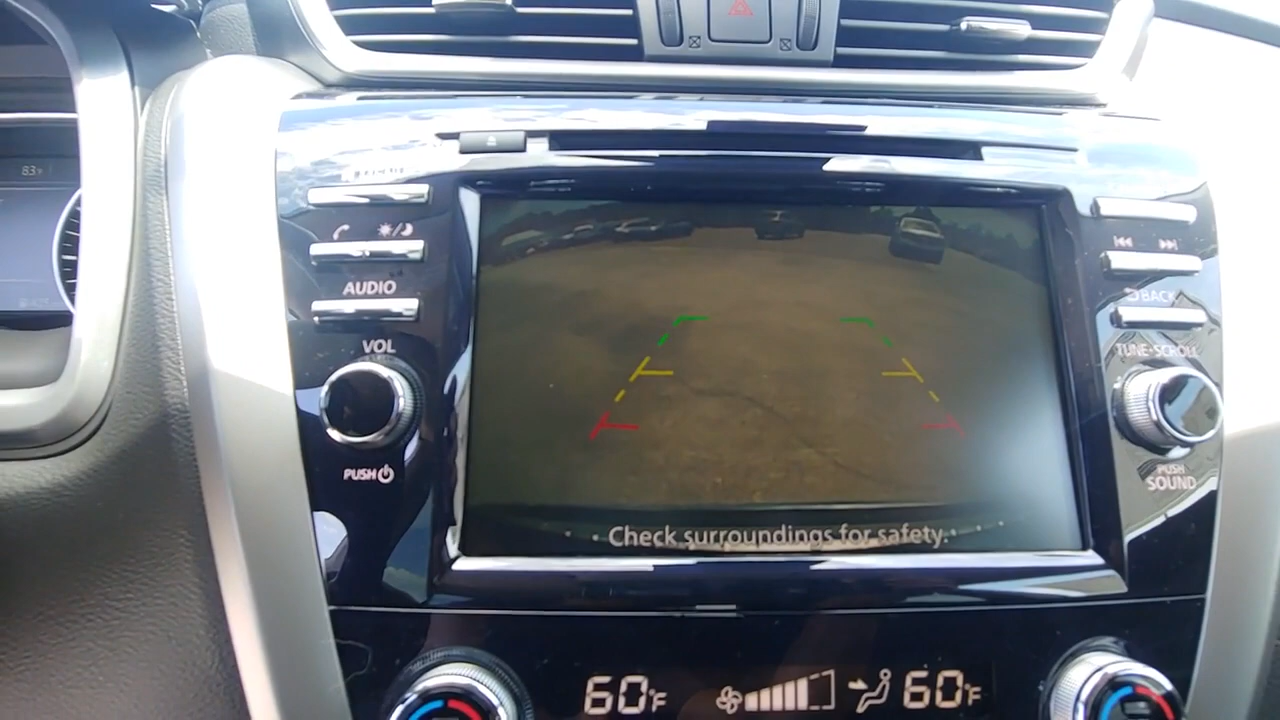 83°F
AUDIO
VOL
PUSH
BACK
TUNE·SCROLL
PUSH
SOUND
Check surroundings for safety.
60°F
60°F